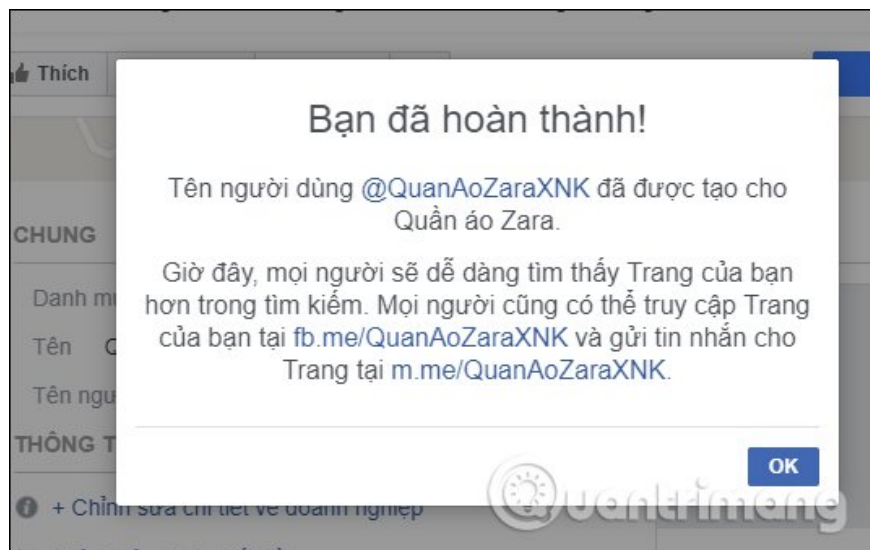 Thích
Bạn đã hoàn thành!
Tên người dùng @QuanAoZaraXNK đã được tạo cho
Quần áo Zara.
CHUNG
Giờ đây, mọi người sẽ dễ dàng tìm thấy Trang của bạn
hơn trong tìm kiếm. Mọi người cũng có thể truy cập Trang
của bạn tại fb.me/QuanAoZaraXNK và gửi tin nhắn cho
Trang tại m.me/QuanAoZaraXNK.
Danh
Tên
Tên
THÔNG
OK
+ Chỉnh sửa chi tiết về doanh nghiệp
Quantrimang